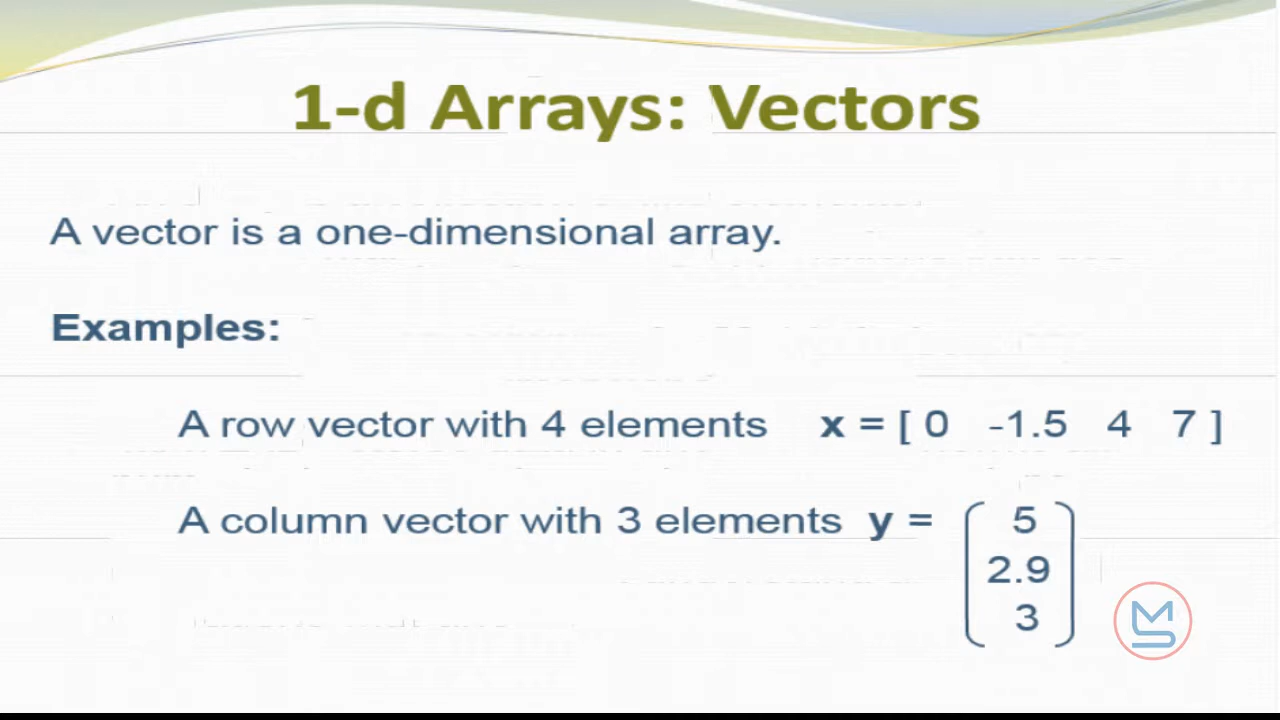 1-d Arrays: Vectors
A vector is a one-dimensional array.
Examples:
A row vector with 4 elements x = [ 0 -1.5 4 7 ]
A column vector with 3 elements y =
5
2.9
3